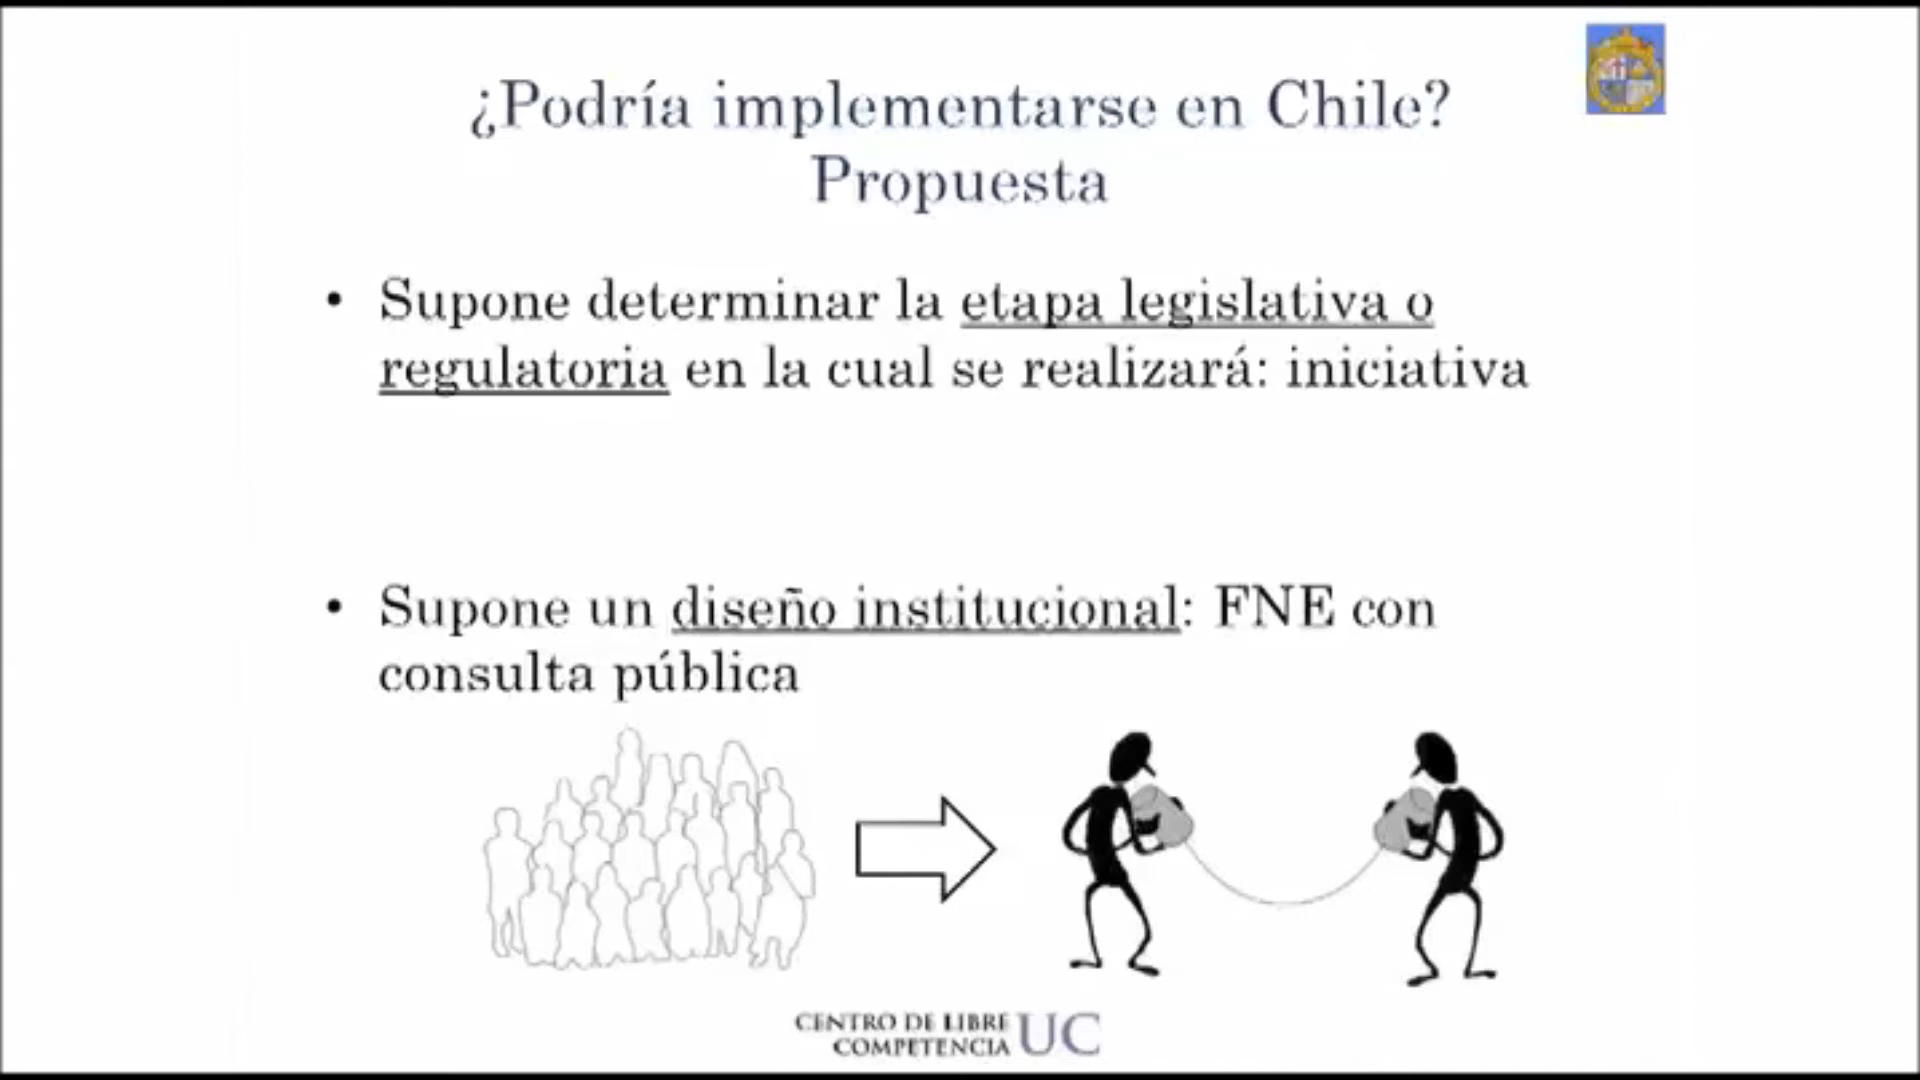 ¿Podría implementarse en Chile?
Propuesta
• Supone determinar la etapa legislativa o
regulatoria en la cual se realizará: iniciativa
• Supone un diseño institucional: FNE con
consulta pública
CENTRO DE LIBRE
COMPETENCIA UC